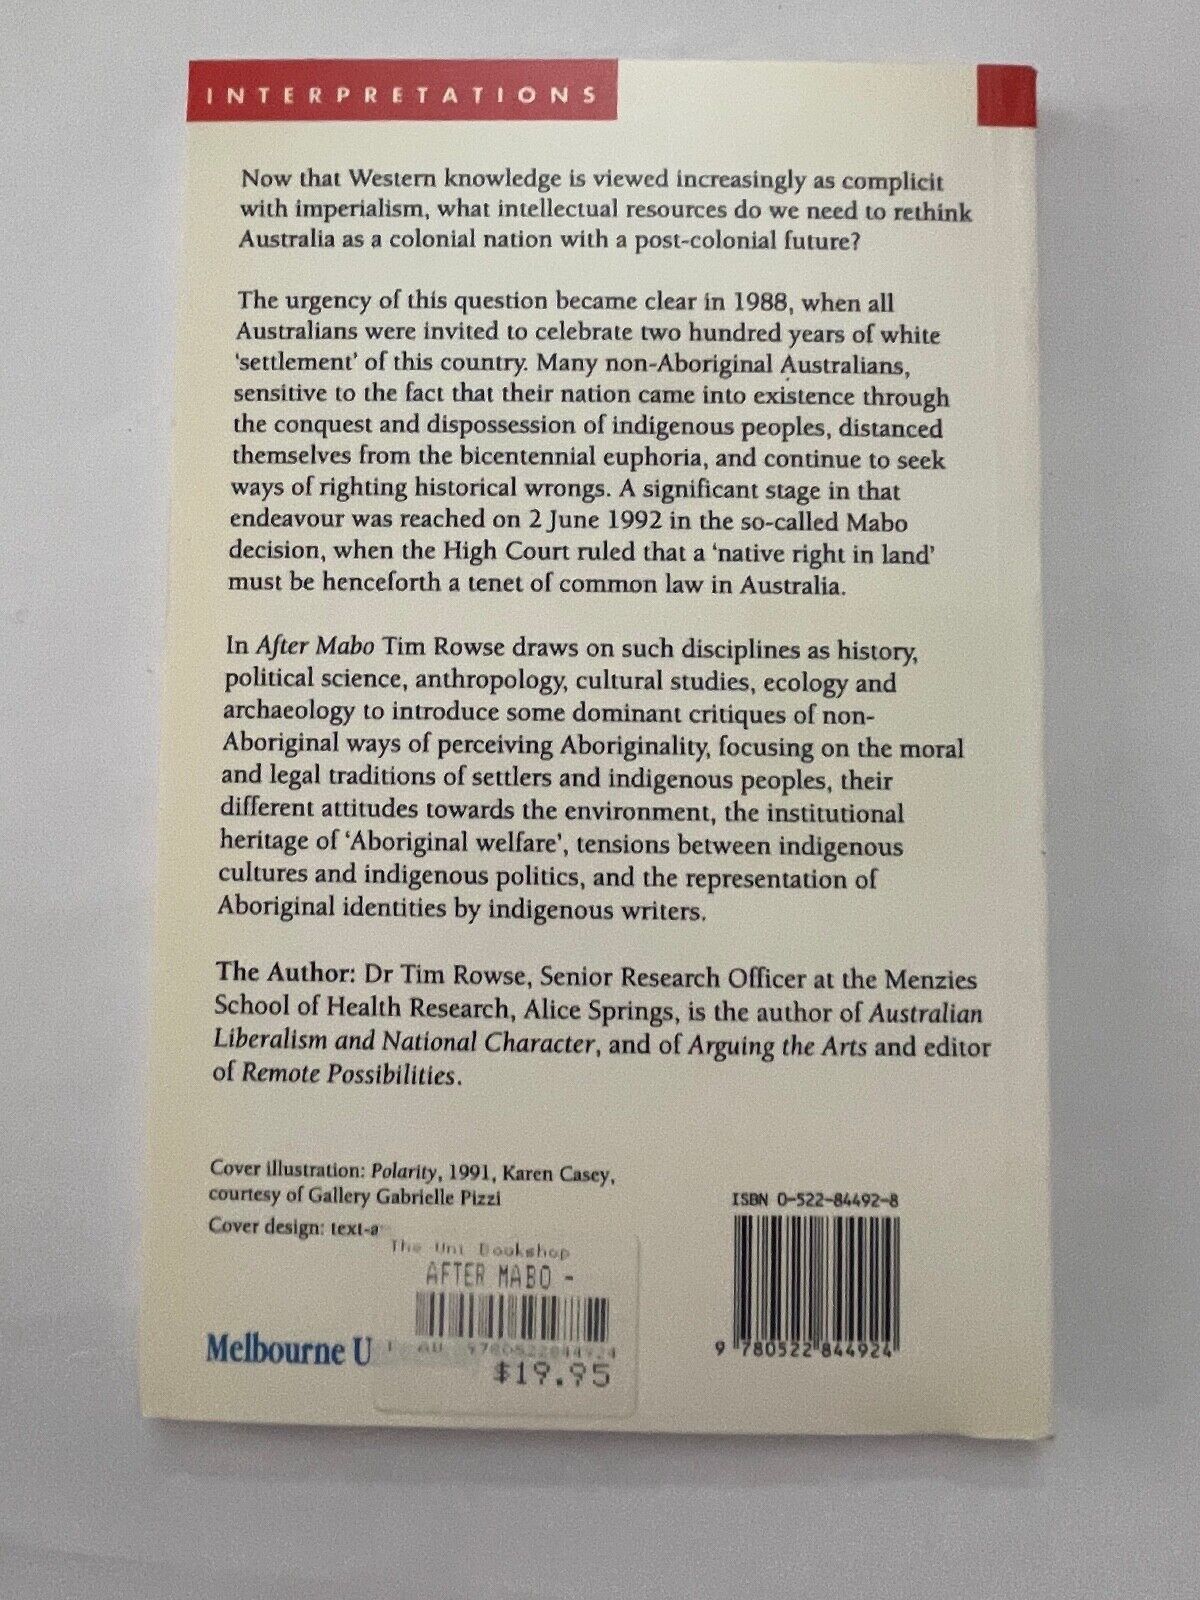 INTERPRETATIONS
Now that Western knowledge is viewed increasingly as complicit
with imperialism, what intellectual resources do we need to rethink
Australia as a colonial nation with a post-colonial future?
The urgency of this question became clear in 1988, when all
Australians were invited to celebrate two hundred years of white
'settlement' of this country. Many non-Aboriginal Australians,
sensitive to the fact that their nation came into existence through
the conquest and dispossession of indigenous peoples, distanced
themselves from the bicentennial euphoria, and continue to seek
ways of righting historical wrongs. A significant stage in that
endeavour was reached on 2 June 1992 in the so-called Mabo
decision, when the High Court ruled that a 'native right in land'
must be henceforth a tenet of common law in Australia.
In After Mabo Tim Rowse draws on such disciplines as history,
political science, anthropology, cultural studies, ecology and
archaeology to introduce some dominant critiques of non-
Aboriginal ways of perceiving Aboriginality, focusing on the moral
and legal traditions of settlers and indigenous peoples, their
different attitudes towards the environment, the institutional
heritage of 'Aboriginal welfare', tensions between indigenous
cultures and indigenous politics, and the representation of
Aboriginal identities by indigenous writers.
The Author: Dr Tim Rowse, Senior Research Officer at the Menzies
School of Health Research, Alice Springs, is the author of Australian
Liberalism and National Character, and of Arguing the Arts and editor
of Remote Possibilities.
Cover illustration: Polarity, 1991, Karen Casey,
courtesy of Gallery Gabrielle Pizzi
Cover design: text-a
The Uni Bookshop
AFTER MABO -
AU 9780522844924
$19.95
Melbourne U
ISBN 0-522-84492-8
9 780522 844924